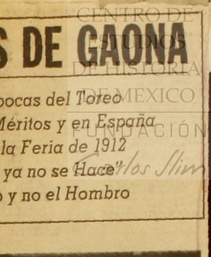 CENTRO DE
ESTUDIOS
DE HISTORIA
DE MEXICO
FUNDACIÓN
Carlos Slim
S DE GAONA
pocas del Toreo
Méritos y en España
la Feria de 1912
ya no se Hace"
o y no el Hombro